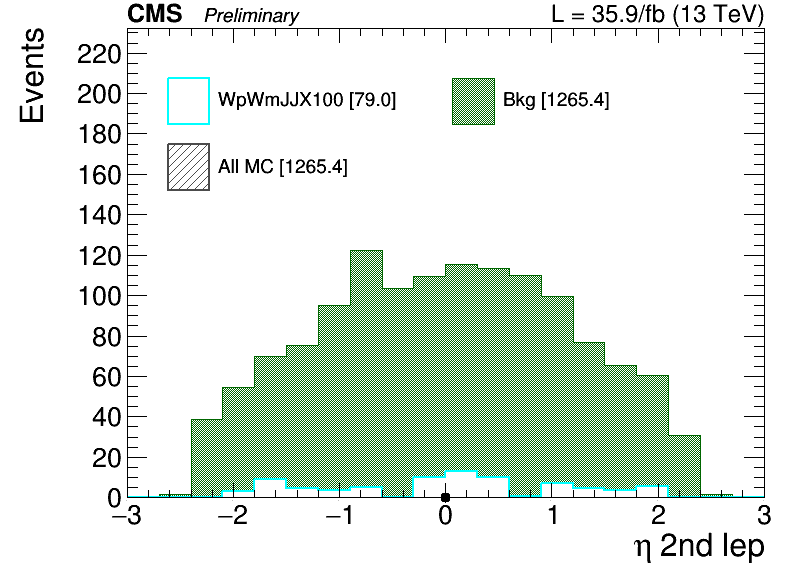 CMS Preliminary L = 35.9/fb (13 TeV)
Events
220
200
180
160
140
120
100
80
60
40
20
0
WpWmJJX100 [79.0]
Bkg [1265.4]
All MC [1265.4]
−3 −2 −1 0 1 2 3
η 2nd lep